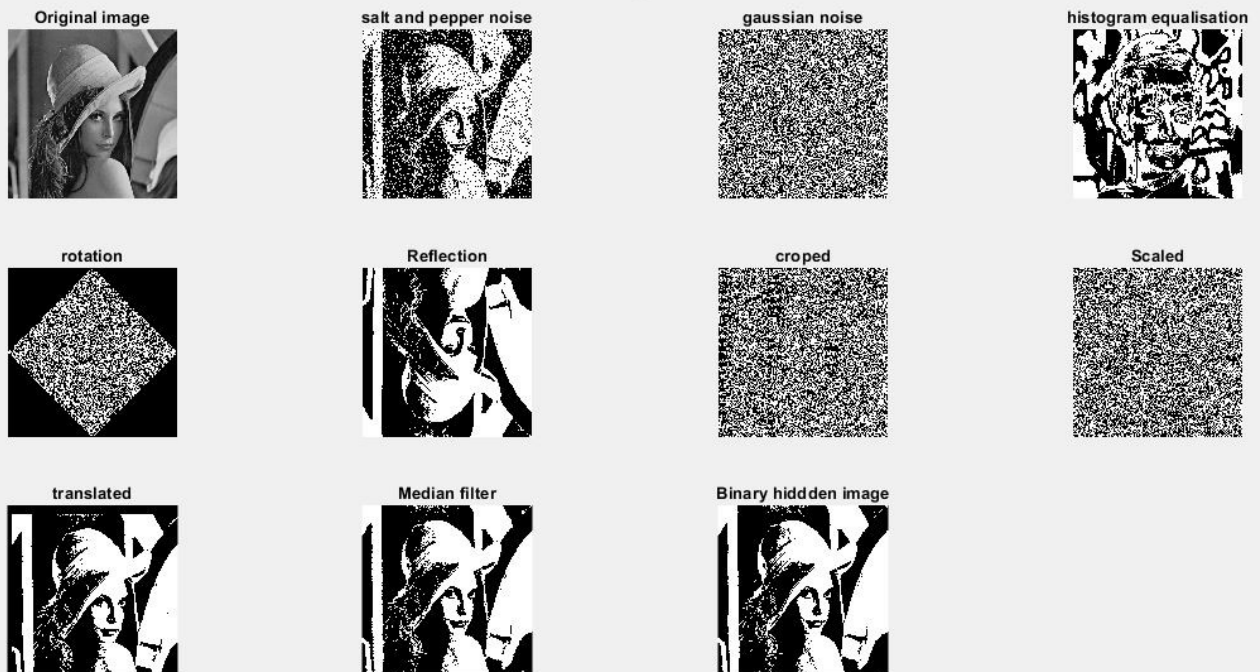 Original image
salt and pepper noise
gaussian noise
histogram equalisation
rotation
Reflection
croped
Scaled
translated
Median filter
Binary hiddden image